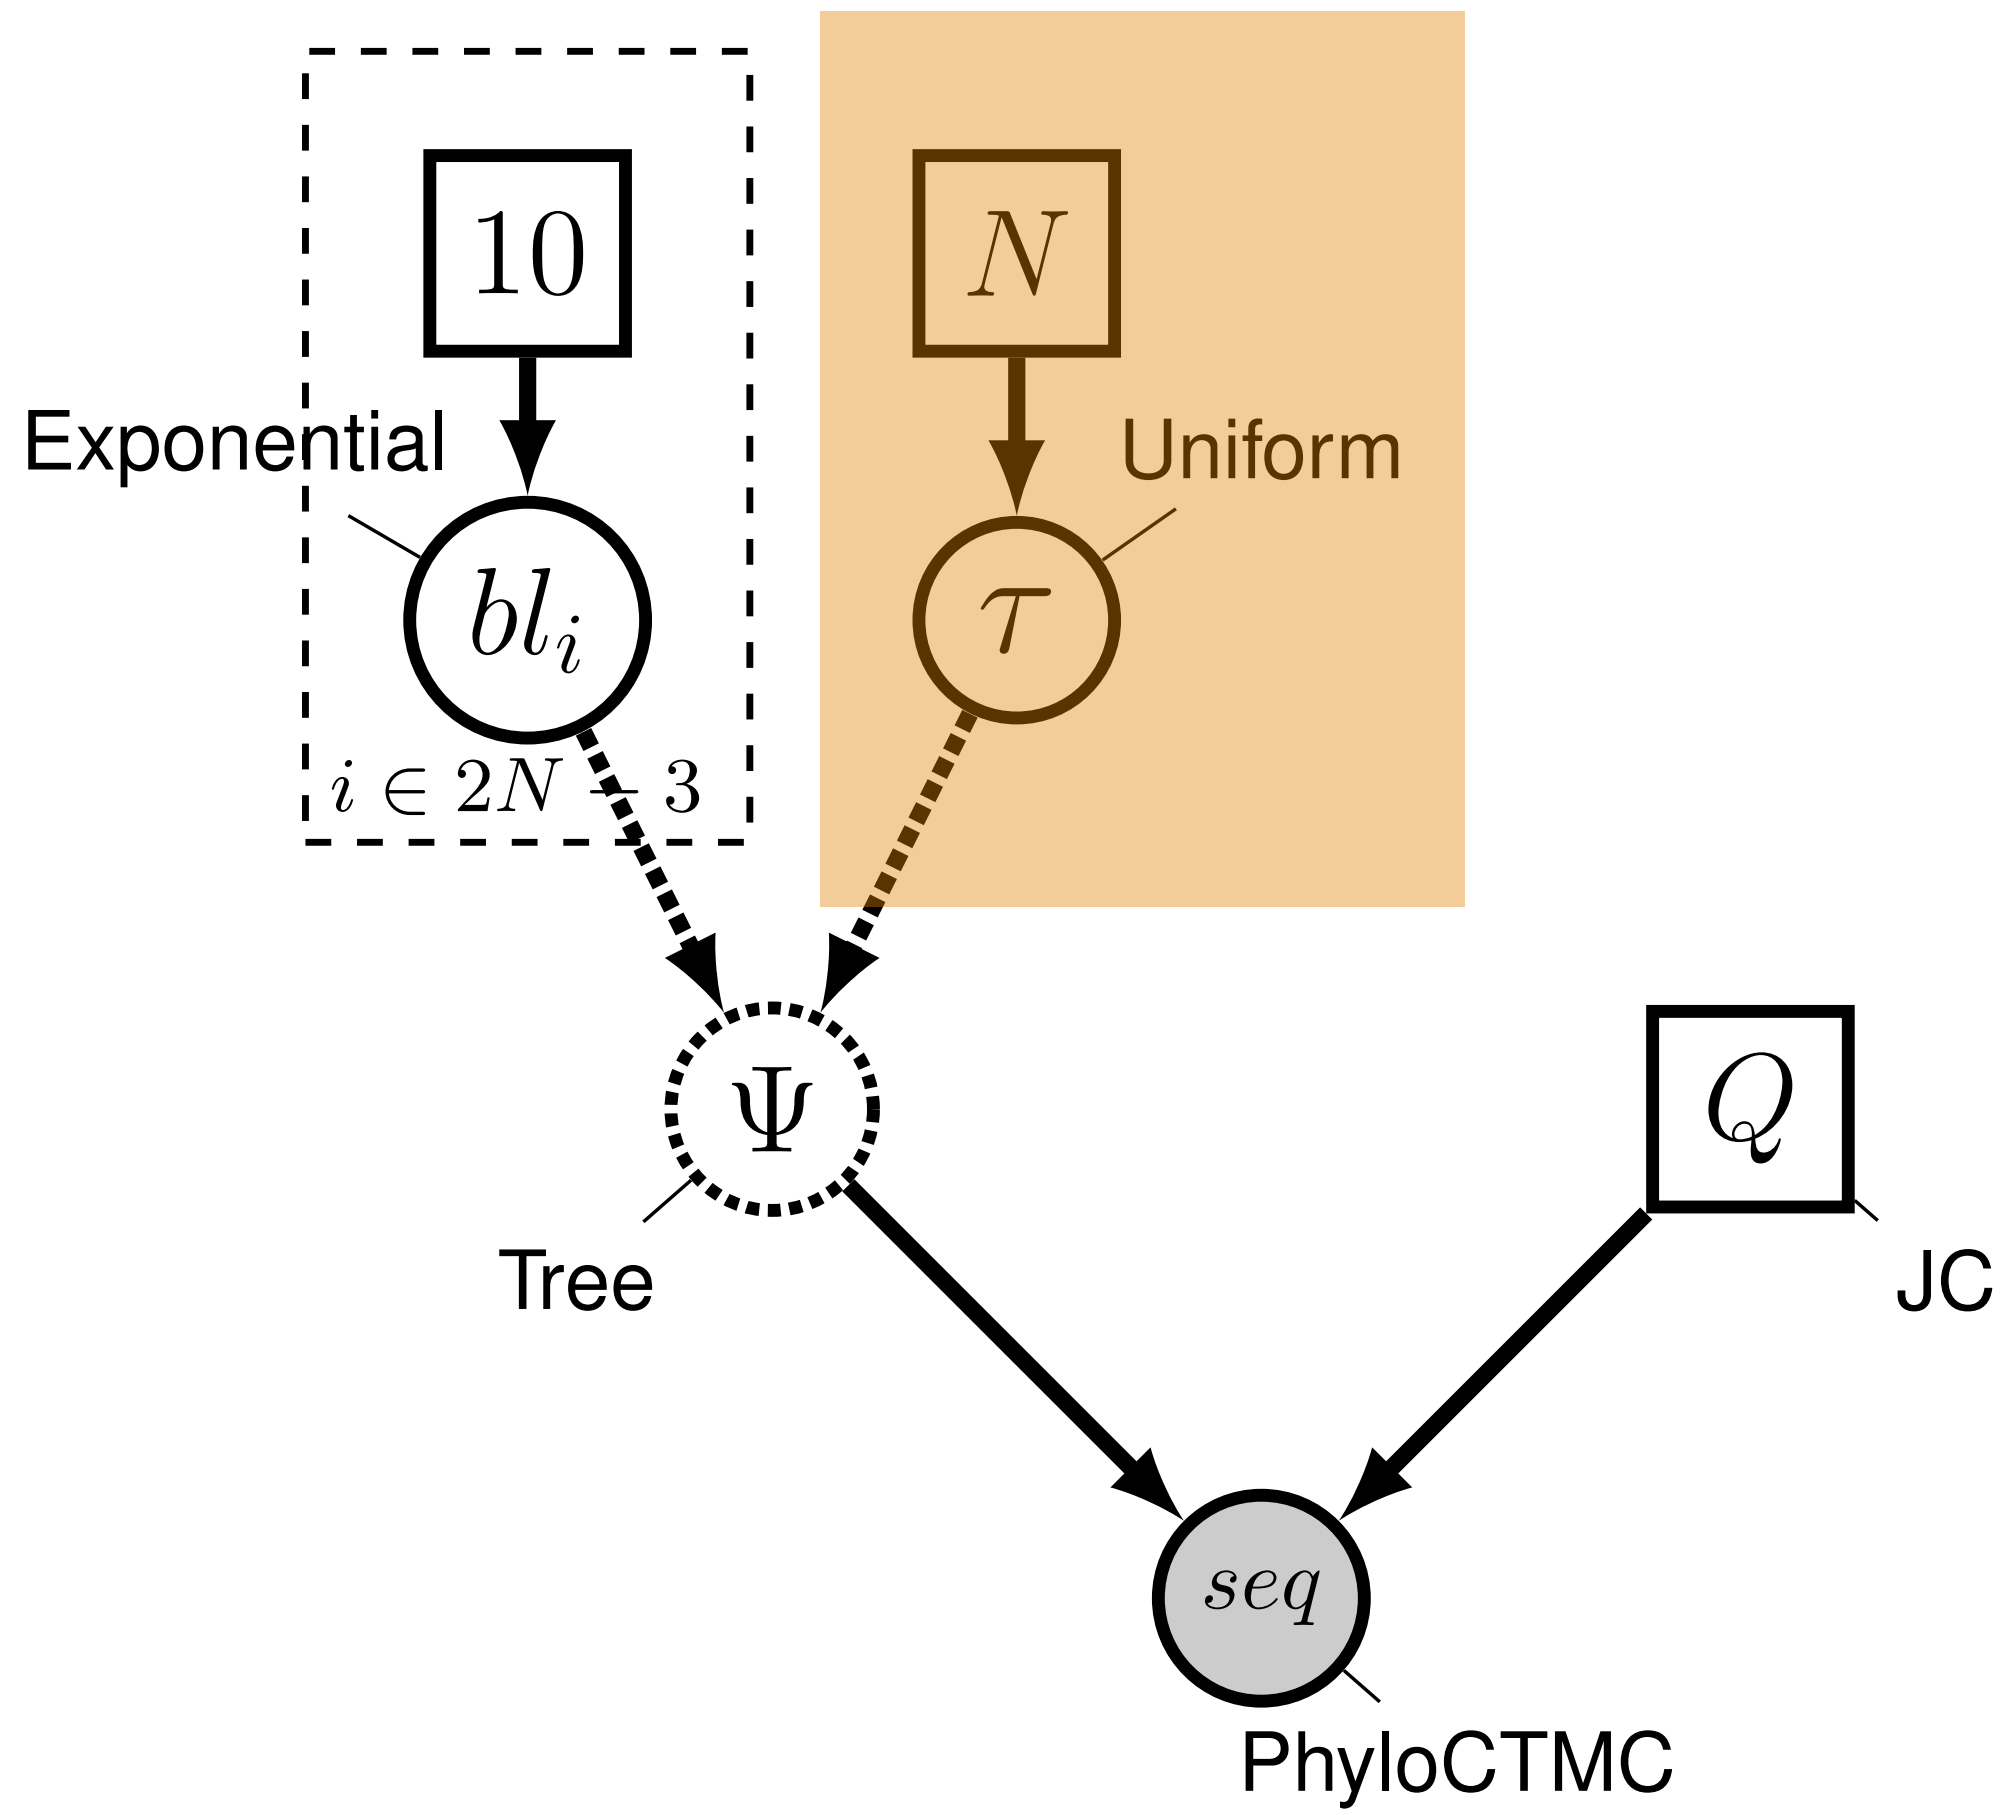 10
N
Exponential
Uniform
bl_i
τ
i ∈ 2N − 3
Ψ
Q
Tree
JC
seq
PhyloCTMC